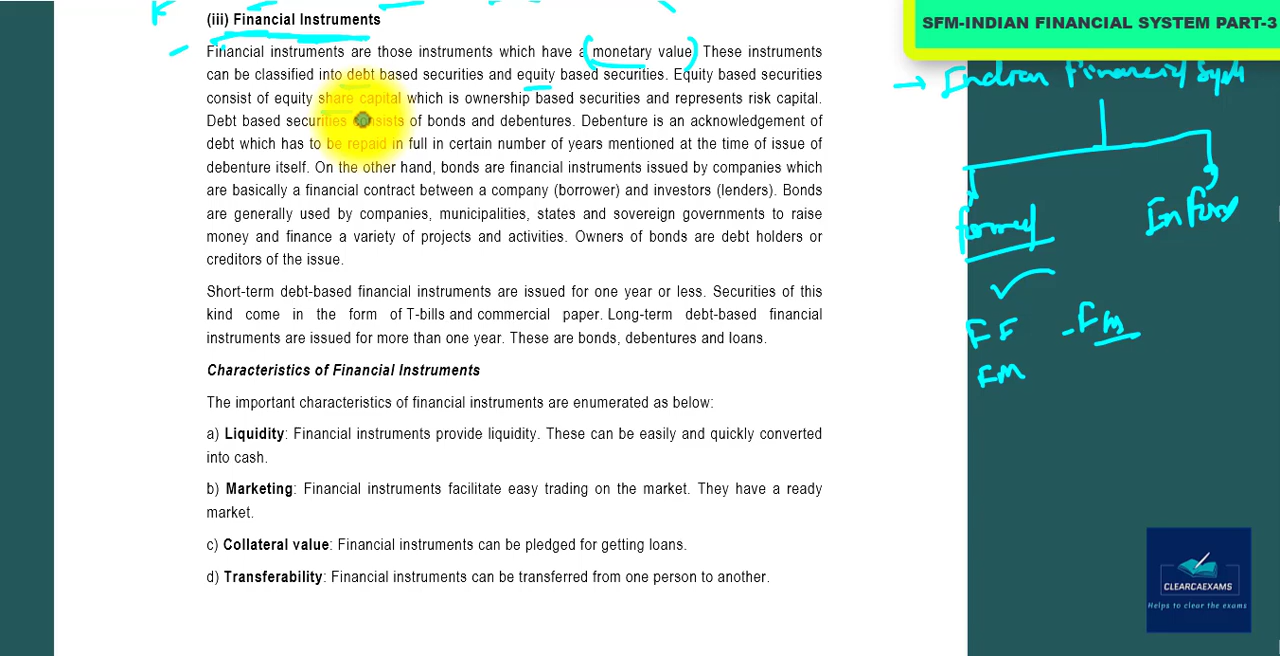 (iii) Financial Instruments
SFM-INDIAN FINANCIAL SYSTEM PART-3
Financial instruments are those instruments which have a monetary value. These instruments
can be classified into debt based securities and equity based securities. Equity based securities
consist of equity share capital which is ownership based securities and represents risk capital.
Debt based securities consists of bonds and debentures. Debenture is an acknowledgement of
debt which has to be repaid in full in certain number of years mentioned at the time of issue of
debenture itself. On the other hand, bonds are financial instruments issued by companies which
are basically a financial contract between a company (borrower) and investors (lenders). Bonds
are generally used by companies, municipalities, states and sovereign governments to raise
money and finance a variety of projects and activities. Owners of bonds are debt holders or
creditors of the issue.
Short-term debt-based financial instruments are issued for one year or less. Securities of this
kind come in the form of T-bills and commercial paper. Long-term debt-based financial
instruments are issued for more than one year. These are bonds, debentures and loans.
Characteristics of Financial Instruments
The important characteristics of financial instruments are enumerated as below:
a) Liquidity: Financial instruments provide liquidity. These can be easily and quickly converted
into cash.
b) Marketing: Financial instruments facilitate easy trading on the market. They have a ready
market.
c) Collateral value: Financial instruments can be pledged for getting loans.
d) Transferability: Financial instruments can be transferred from one person to another.
→ Indian Financial
FF - FM
FM
CLEARCAEXAMS
Helps to clear the exams